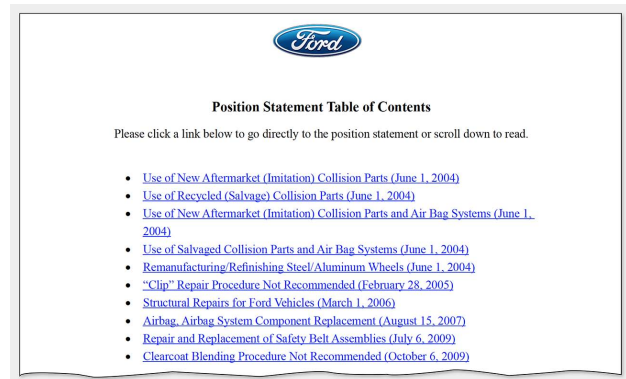 Ford
Position Statement Table of Contents
Please click a link below to go directly to the position statement or scroll down to read.
• Use of New Aftermarket (Imitation) Collision Parts (June 1, 2004)
• Use of Recycled (Salvage) Collision Parts (June 1, 2004)
• Use of New Aftermarket (Imitation) Collision Parts and Air Bag Systems (June 1,
2004)
• Use of Salvaged Collision Parts and Air Bag Systems (June 1, 2004)
• Remanufacturing/Refinishing Steel/Aluminum Wheels (June 1, 2004)
• “Clip” Repair Procedure Not Recommended (February 28, 2005)
• Structural Repairs for Ford Vehicles (March 1, 2006)
• Airbag, Airbag System Component Replacement (August 15, 2007)
• Repair and Replacement of Safety Belt Assemblies (July 6, 2009)
• Clearcoat Blending Procedure Not Recommended (October 6, 2009)